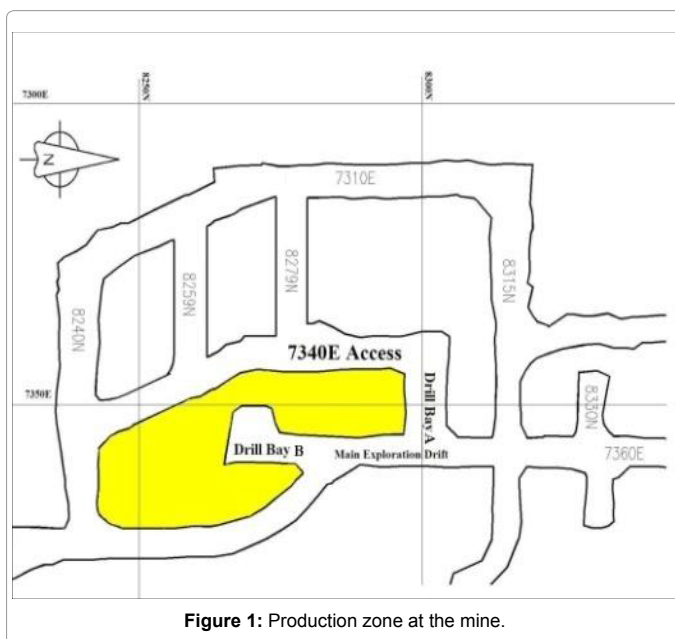 8250N
8300N
7300E
N
7310E
8259N
8279N
8315N
8240N
7340E Access
7350E
Drill Bay A
8330N
Drill Bay B
Main Exploration Drift
7360E
Figure 1: Production zone at the mine.